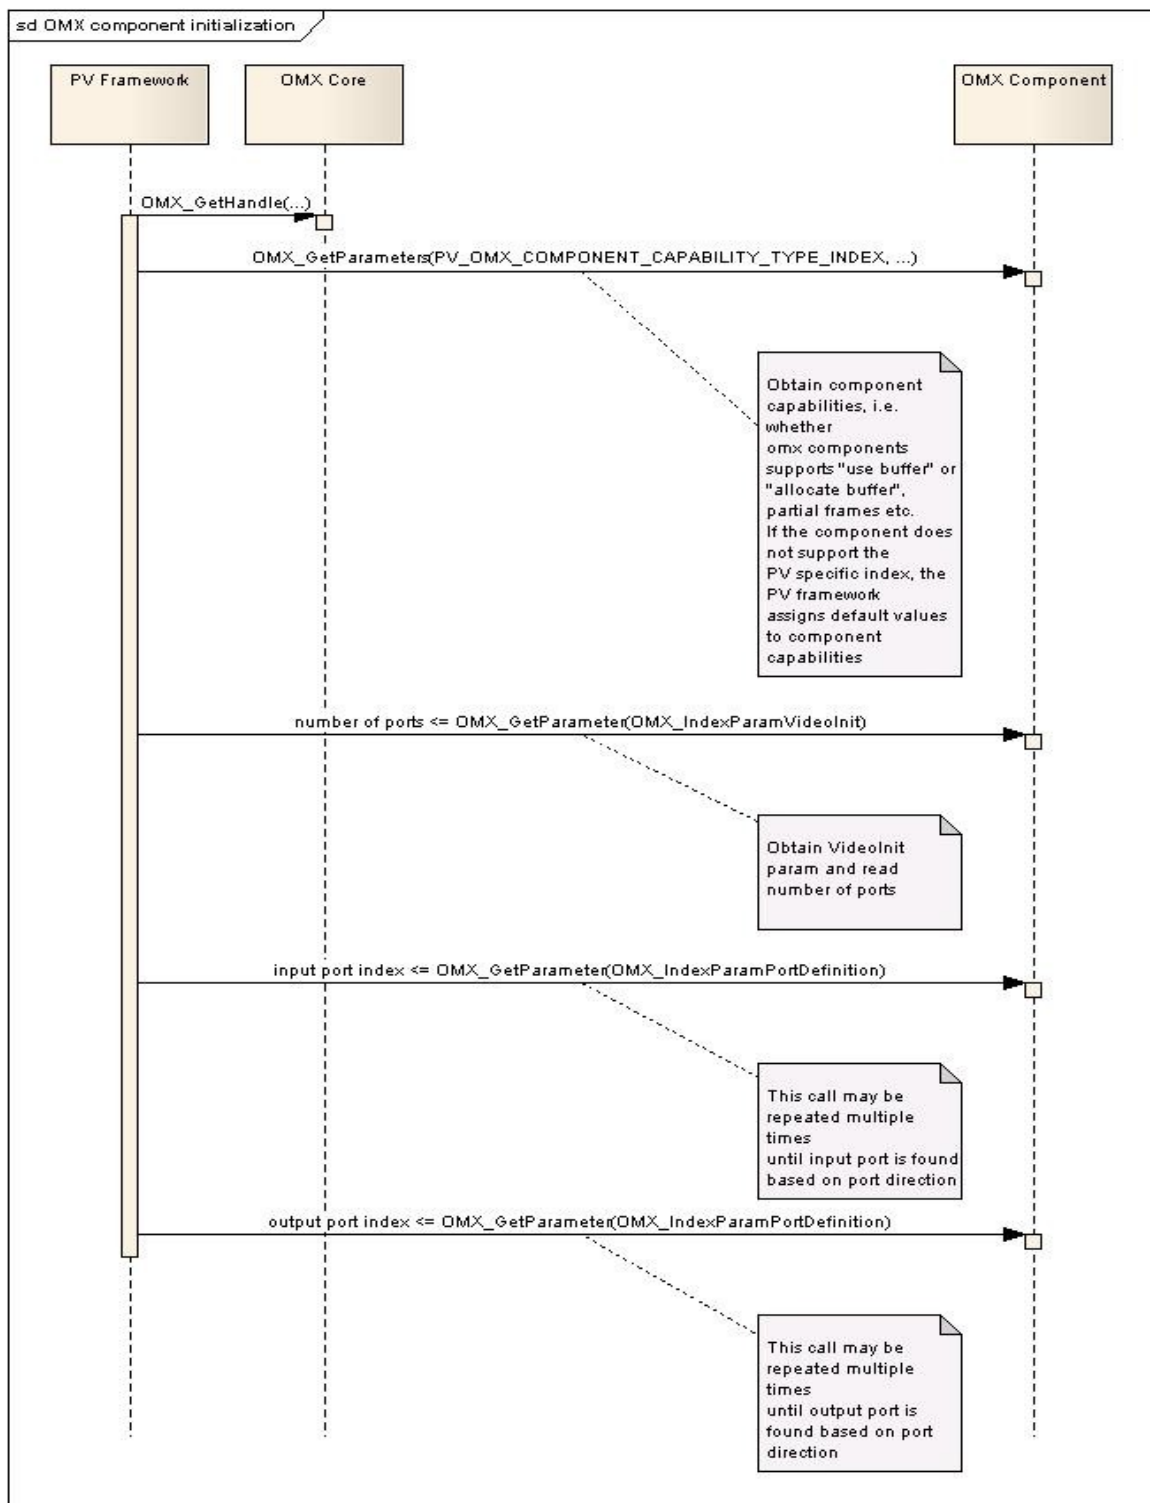 sd OMX component initialization
PV Framework
OMX Core
OMX Component
OMX_GetHandle(...)
OMX_GetParameters(PV_OMX_COMPONENT_CAPABILITY_TYPE_INDEX, ...)
Obtain component
capabilities, i.e.
whether
omx components
supports "use buffer" or
"allocate buffer",
partial frames etc.
If the component does
not support the
PV specific index, the
PV framework
assigns default values
to component
capabilities
number of ports <= OMX_GetParameter(OMX_IndexParamVideoInit)
Obtain VideoInit
param and read
number of ports
input port index <= OMX_GetParameter(OMX_IndexParamPortDefinition)
This call may be
repeated multiple
times
until input port is found
based on port direction
output port index <= OMX_GetParameter(OMX_IndexParamPortDefinition)
This call may be
repeated multiple
times
until output port is
found based on port
direction